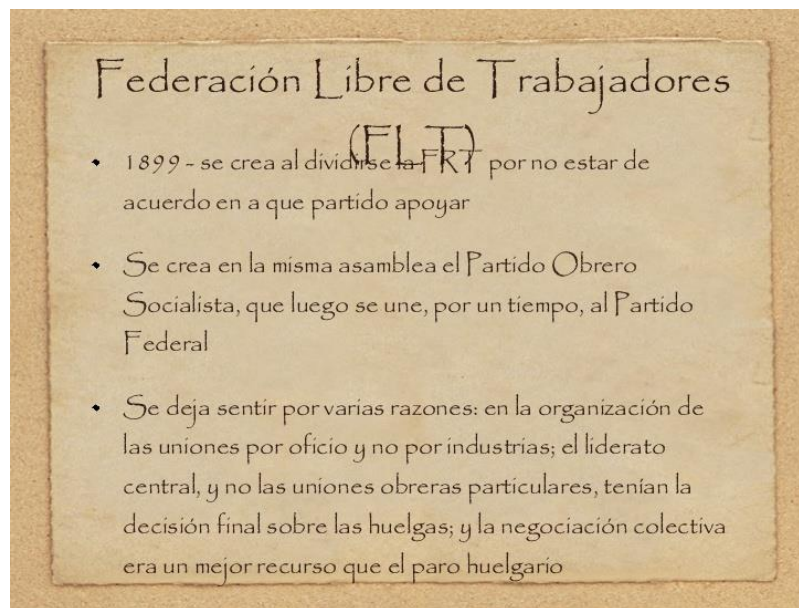 Federación Libre de Trabajadores
(FLT)
• 1899 - se crea al dividirse la FRT por no estar de
acuerdo en a que partido apoyar
• Se crea en la misma asamblea el Partido Obrero
Socialista, que luego se une, por un tiempo, al Partido
Federal
• Se deja sentir por varias razones: en la organización de
las uniones por oficio y no por industrias; el liderato
central, y no las uniones obreras particulares, tenían la
decisión final sobre las huelgas; y la negociación colectiva
era un mejor recurso que el paro huelgario